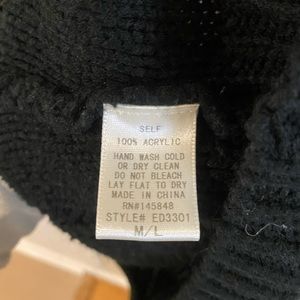 SELF
100% ACRYLIC
HAND WASH COLD
OR DRY CLEAN
DO NOT BLEACH
LAY FLAT TO DRY
MADE IN CHINA
RN#145848
STYLE# ED3301
M/L